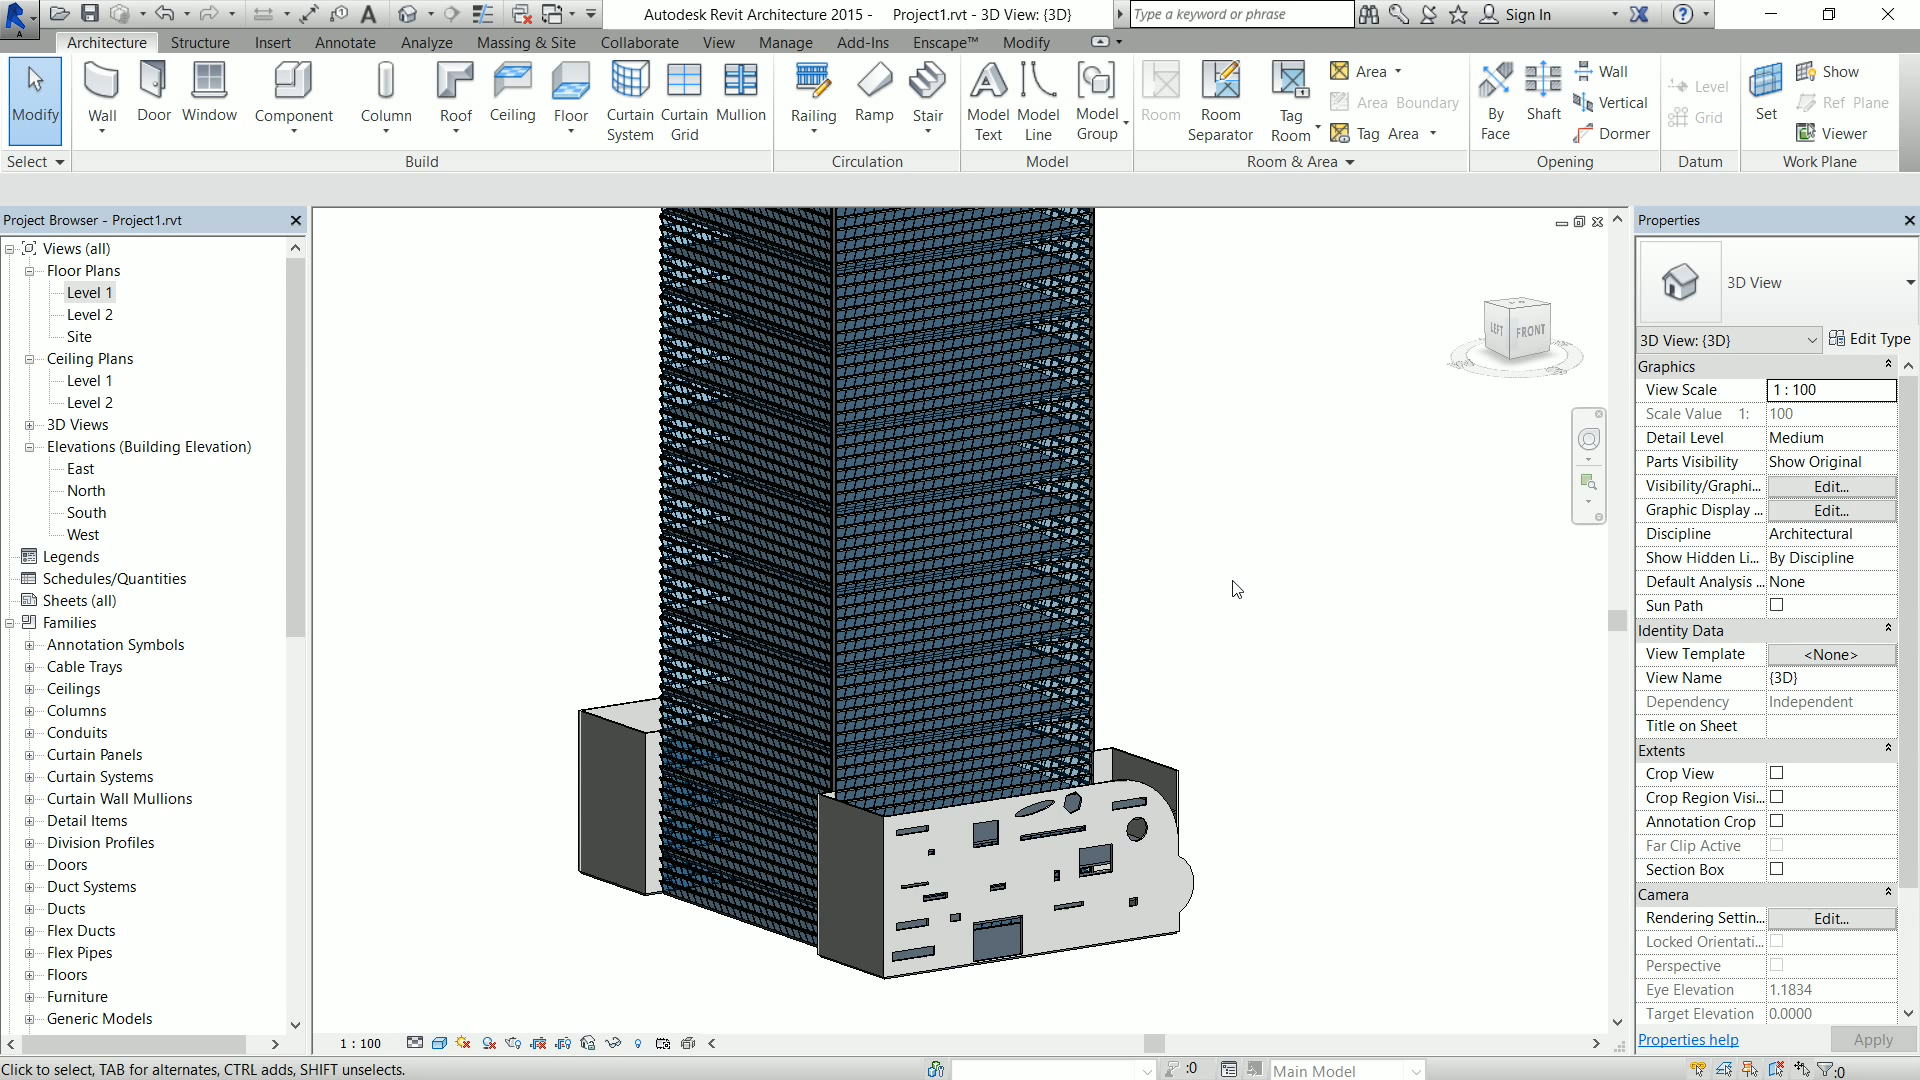 Autodesk Revit Architecture 2015 - Project1.rvt - 3D View: {3D}
Type a keyword or phrase
Sign In
Architecture Structure Insert Annotate Analyze Massing & Site Collaborate View Manage Add-Ins Enscape™ Modify
Modify
Wall
Door
Window
Component
Column
Roof
Ceiling
Floor
Curtain System
Curtain Grid
Mullion
Railing
Ramp
Stair
Model Text
Model Line
Model Group
Room
Room Separator
Tag Room
Area
Area Boundary
Tag Area
By Face
Shaft
Wall
Vertical
Dormer
Level
Grid
Set
Show
Ref Plane
Viewer
Select
Build
Circulation
Model
Room & Area
Opening
Datum
Work Plane
Project Browser - Project1.rvt
Views (all)
Floor Plans
Level 1
Level 2
Site
Ceiling Plans
Level 1
Level 2
3D Views
Elevations (Building Elevation)
East
North
South
West
Legends
Schedules/Quantities
Sheets (all)
Families
Annotation Symbols
Cable Trays
Ceilings
Columns
Conduits
Curtain Panels
Curtain Systems
Curtain Wall Mullions
Detail Items
Division Profiles
Doors
Duct Systems
Ducts
Flex Ducts
Flex Pipes
Floors
Furniture
Generic Models
LEFT FRONT
Properties
3D View
3D View: {3D}
Edit Type
Graphics
View Scale 1 : 100
Scale Value 1: 100
Detail Level Medium
Parts Visibility Show Original
Visibility/Graphi... Edit...
Graphic Display ... Edit...
Discipline Architectural
Show Hidden Li... By Discipline
Default Analysis ... None
Sun Path
Identity Data
View Template <None>
View Name {3D}
Dependency Independent
Title on Sheet
Extents
Crop View
Crop Region Visi...
Annotation Crop
Far Clip Active
Section Box
Camera
Rendering Settin... Edit...
Locked Orientati...
Perspective
Eye Elevation 1.1834
Target Elevation 0.0000
Properties help
Apply
1 : 100
Click to select, TAB for alternates, CTRL adds, SHIFT unselects.
:0
Main Model
:0